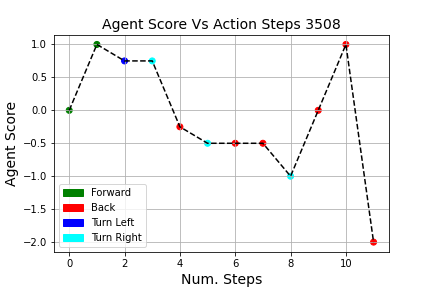 Agent Score Vs Action Steps 3508
Agent Score
1.0
0.5
0.0
−0.5
−1.0
−1.5
−2.0
Forward
Back
Turn Left
Turn Right
0 2 4 6 8 10
Num. Steps